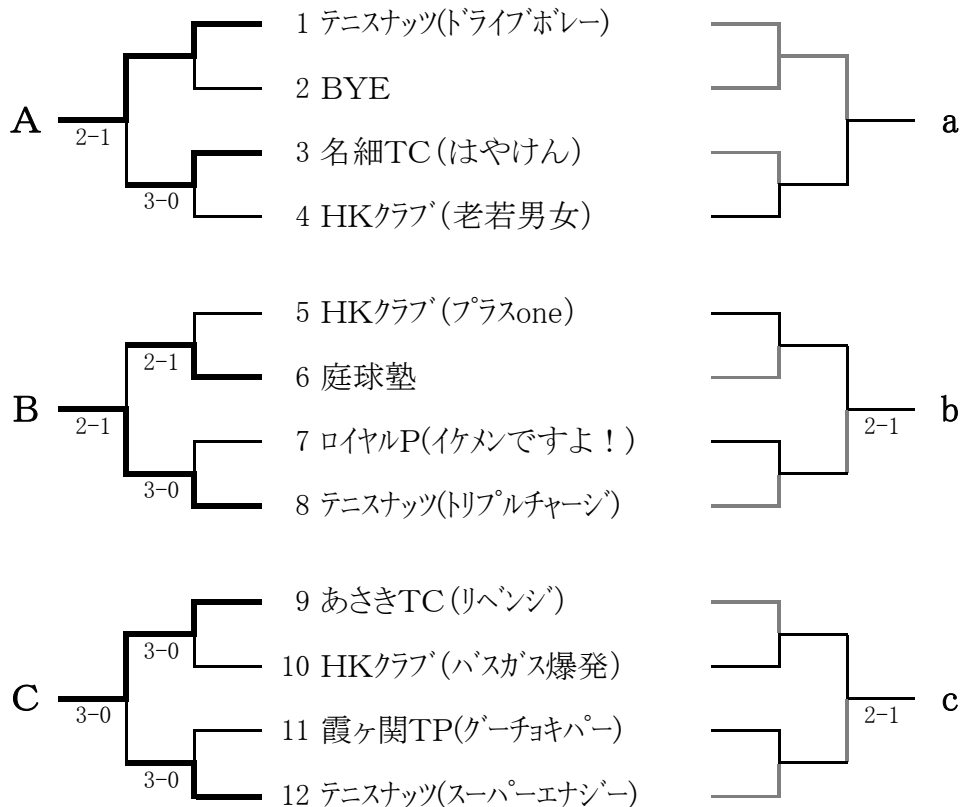 1 ﾃﾆｽﾅｯﾂ(ﾄﾞﾗｲﾌﾞﾎﾞﾚｰ)
2 BYE
A a
2-1
3 名細TC(はやけん)
3-0
4 HKｸﾗﾌﾞ(老若男女)
5 HKｸﾗﾌﾞ(ﾌﾟﾗｽone)
2-1
6 庭球塾
B b
2-1 2-1
7 ﾛｲﾔﾙP(ｲｹﾒﾝですよ！)
3-0
8 ﾃﾆｽﾅｯﾂ(ﾄﾘﾌﾟﾙﾁｬｰｼﾞ)
9 あさきTC(ﾘﾍﾞﾝｼﾞ)
3-0
10 HKｸﾗﾌﾞ(ﾊﾞｽｶﾞｽ爆発)
C c
3-0 2-1
11 霞ヶ関TP(ｸﾞｰﾁｮｷﾊﾟｰ)
3-0
12 ﾃﾆｽﾅｯﾂ(ｽｰﾊﾟｰｴﾅｼﾞｰ)